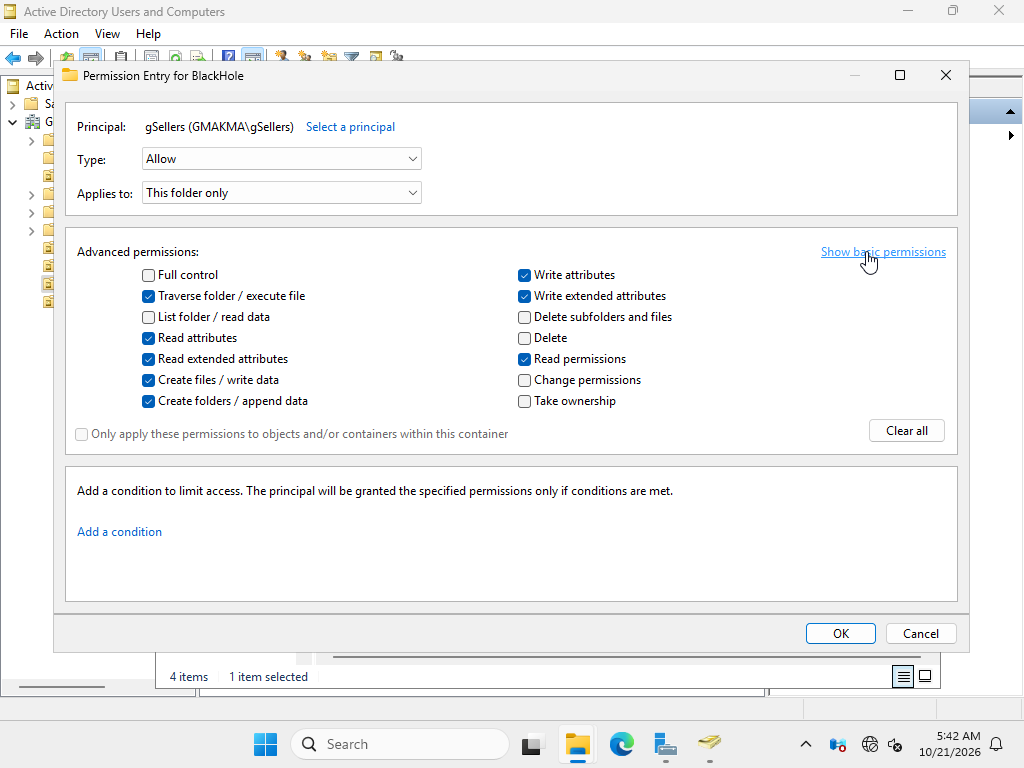 Active Directory Users and Computers
File Action View Help
Permission Entry for BlackHole
Activ
Sa
G
Principal: gSellers (GMAKMA\gSellers) Select a principal
Type: Allow
Applies to: This folder only
Advanced permissions: Show basic permissions
Full control
Traverse folder / execute file
List folder / read data
Read attributes
Read extended attributes
Create files / write data
Create folders / append data
Write attributes
Write extended attributes
Delete subfolders and files
Delete
Read permissions
Change permissions
Take ownership
Only apply these permissions to objects and/or containers within this container
Clear all
Add a condition to limit access. The principal will be granted the specified permissions only if conditions are met.
Add a condition
OK Cancel
4 items 1 item selected
Search
5:42 AM
10/21/2026